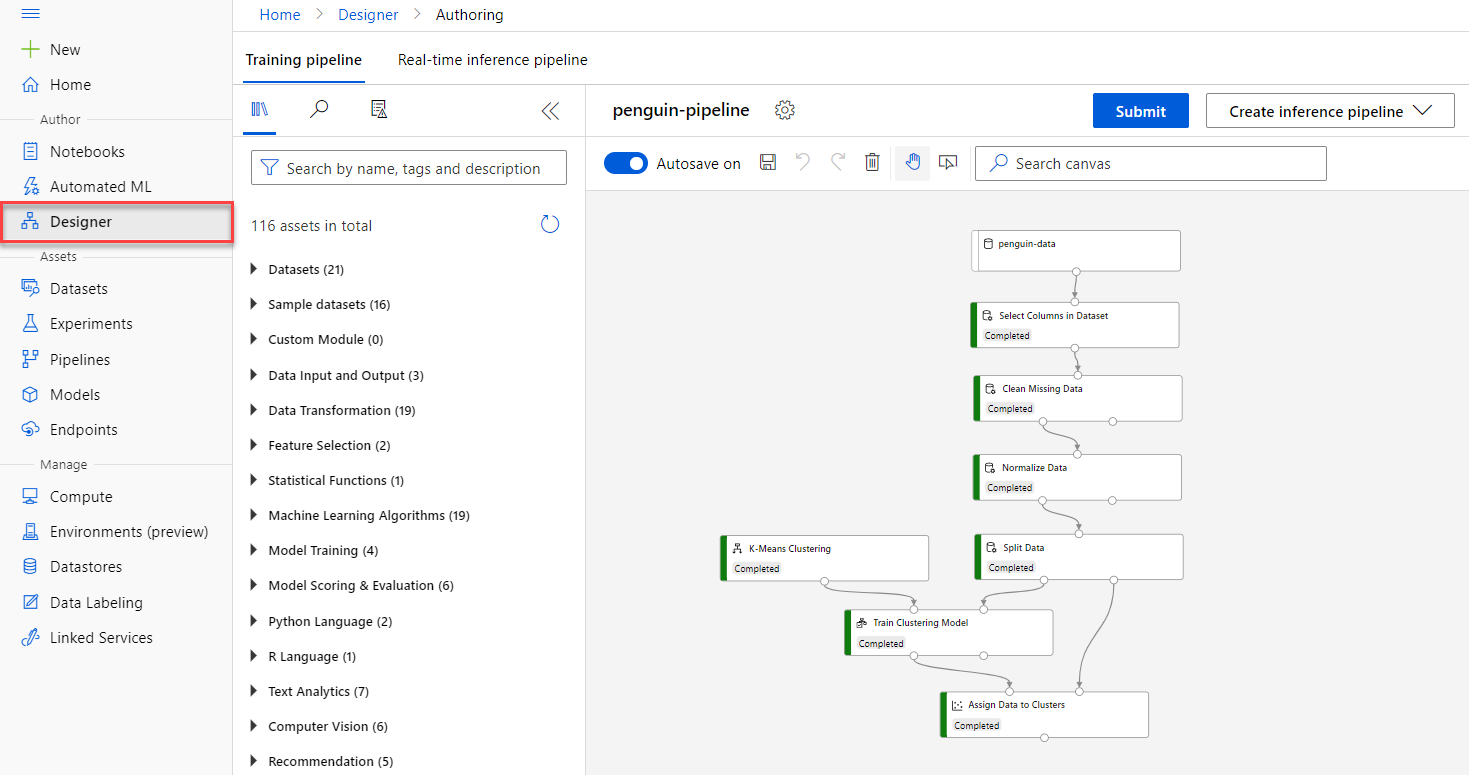 Home > Designer > Authoring
New
Home
Author
Notebooks
Automated ML
Designer
Assets
Datasets
Experiments
Pipelines
Models
Endpoints
Manage
Compute
Environments (preview)
Datastores
Data Labeling
Linked Services
Training pipeline
Real-time inference pipeline
Search by name, tags and description
116 assets in total
Datasets (21)
Sample datasets (16)
Custom Module (0)
Data Input and Output (3)
Data Transformation (19)
Feature Selection (2)
Statistical Functions (1)
Machine Learning Algorithms (19)
Model Training (4)
Model Scoring & Evaluation (6)
Python Language (2)
R Language (1)
Text Analytics (7)
Computer Vision (6)
Recommendation (5)
penguin-pipeline
Submit
Create inference pipeline
Autosave on
Search canvas
penguin-data
Select Columns in Dataset
Completed
Clean Missing Data
Completed
Normalize Data
Completed
K-Means Clustering
Completed
Split Data
Completed
Train Clustering Model
Completed
Assign Data to Clusters
Completed